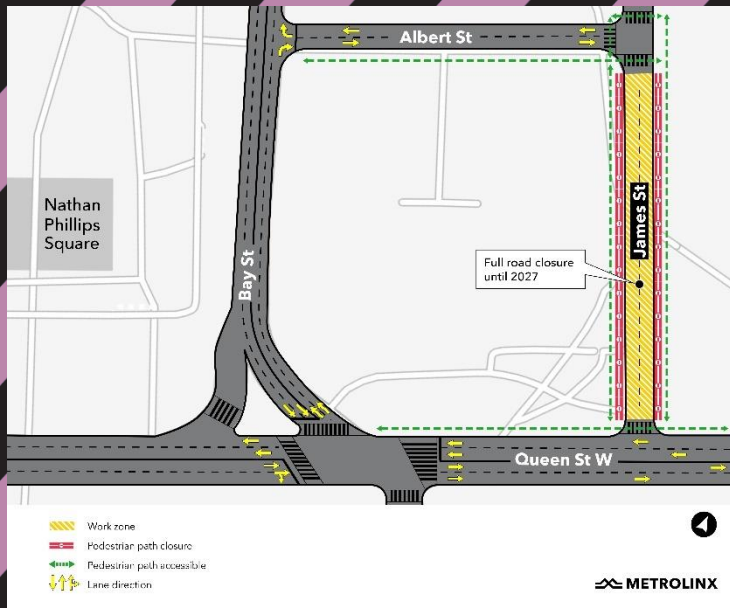 Albert St
Nathan
Phillips
Square
Bay St
James St
Full road closure
until 2027
Queen St W
Work zone
Pedestrian path closure
Pedestrian path accessible
Lane direction
METROLINX